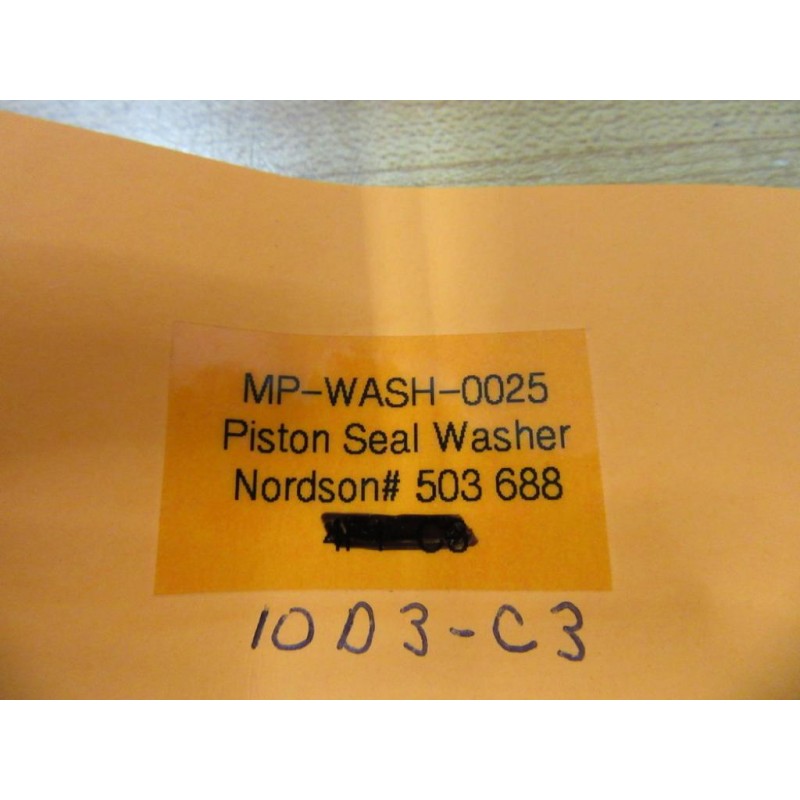 MP-WASH-0025
Piston Seal Washer
Nordson# 503 688
10D3-C3